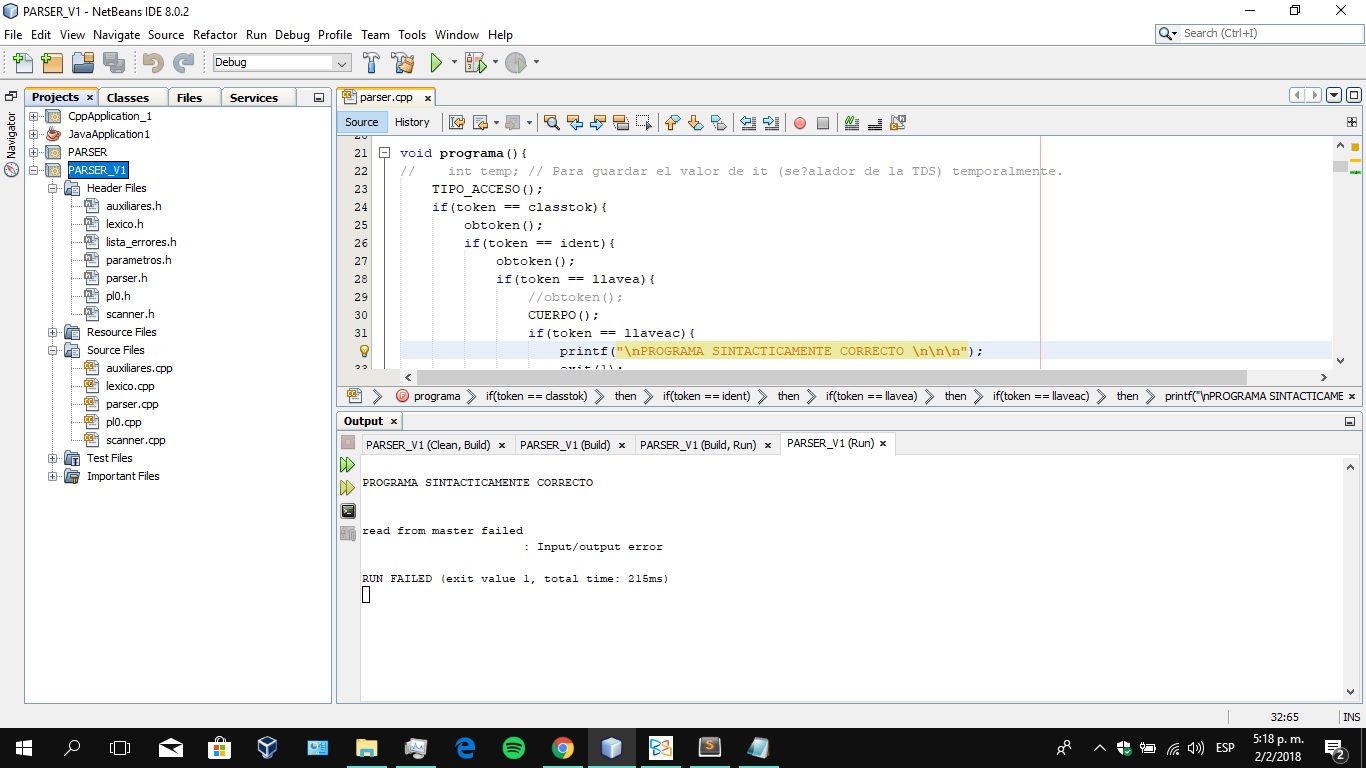 PARSER_V1 - NetBeans IDE 8.0.2
File Edit View Navigate Source Refactor Run Debug Profile Team Tools Window Help
Search (Ctrl+I)
Debug
Projects Classes Files Services
Navigator
CppApplication_1
JavaApplication1
PARSER
PARSER_V1
Header Files
auxiliares.h
lexico.h
lista_errores.h
parametros.h
parser.h
pl0.h
scanner.h
Resource Files
Source Files
auxiliares.cpp
lexico.cpp
parser.cpp
pl0.cpp
scanner.cpp
Test Files
Important Files
parser.cpp
Source History
20
21 void programa(){
22 // int temp; // Para guardar el valor de it (se?alador de la TDS) temporalmente.
23 TIPO_ACCESO();
24 if(token == classtok){
25 obtoken();
26 if(token == ident){
27 obtoken();
28 if(token == llavea){
29 //obtoken();
30 CUERPO();
31 if(token == llaveac){
printf("\nPROGRAMA SINTACTICAMENTE CORRECTO \n\n\n");
33 exit(1);
programa if(token == classtok) then if(token == ident) then if(token == llavea) then if(token == llaveac) then printf("\nPROGRAMA SINTACTICAME
Output
PARSER_V1 (Clean, Build) PARSER_V1 (Build) PARSER_V1 (Build, Run) PARSER_V1 (Run)
PROGRAMA SINTACTICAMENTE CORRECTO
read from master failed
: Input/output error
RUN FAILED (exit value 1, total time: 215ms)
32:65 INS
ESP
5:18 p. m.
2/2/2018
2